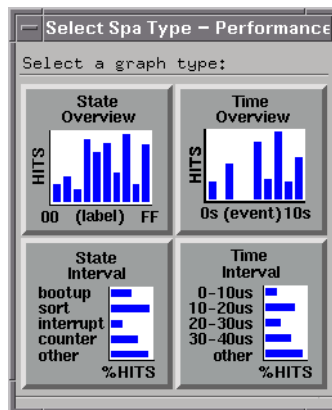 Select Spa Type – Performance
Select a graph type:
State
Overview
HITS
00 (label) FF
Time
Overview
HITS
0s (event) 10s
State
Interval
bootup
sort
interrupt
counter
other
%HITS
Time
Interval
0-10us
10-20us
20-30us
30-40us
other
%HITS